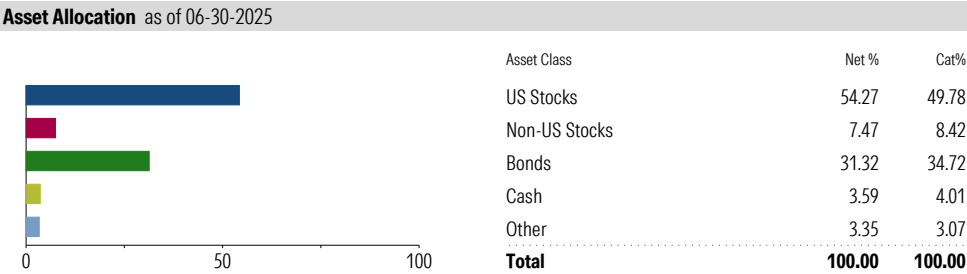 Asset Allocation as of 06-30-2025
Asset Class Net % Cat%
US Stocks 54.27 49.78
Non-US Stocks 7.47 8.42
Bonds 31.32 34.72
Cash 3.59 4.01
Other 3.35 3.07
0 50 100
Total 100.00 100.00